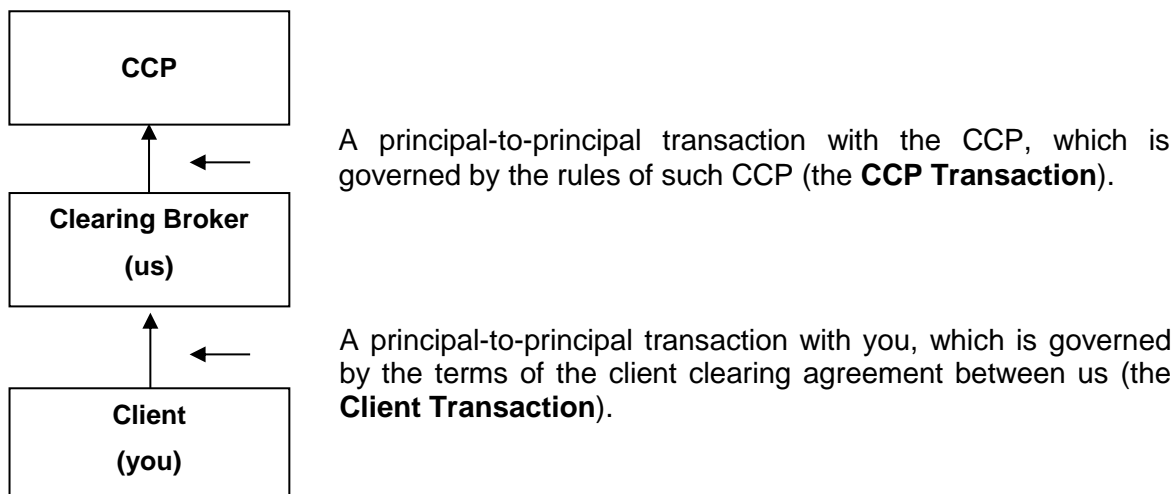 CCP
A principal-to-principal transaction with the CCP, which is
governed by the rules of such CCP (the CCP Transaction).
Clearing Broker
(us)
A principal-to-principal transaction with you, which is governed
by the terms of the client clearing agreement between us (the
Client Transaction).
Client
(you)